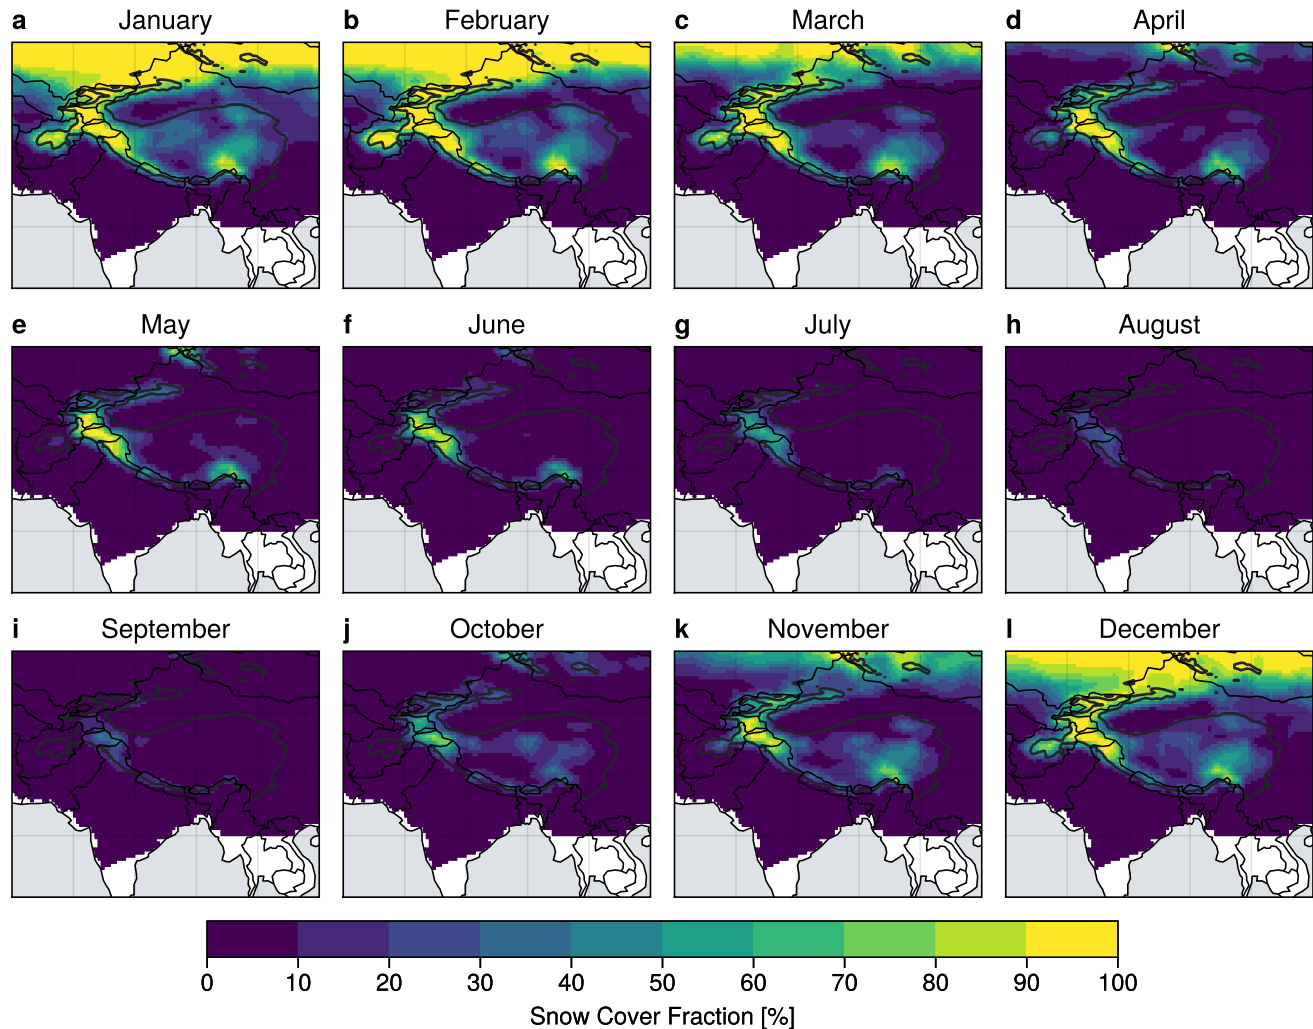 a January
b February
c March
d April
e May
f June
g July
h August
i September
j October
k November
l December
0 10 20 30 40 50 60 70 80 90 100
Snow Cover Fraction [%]